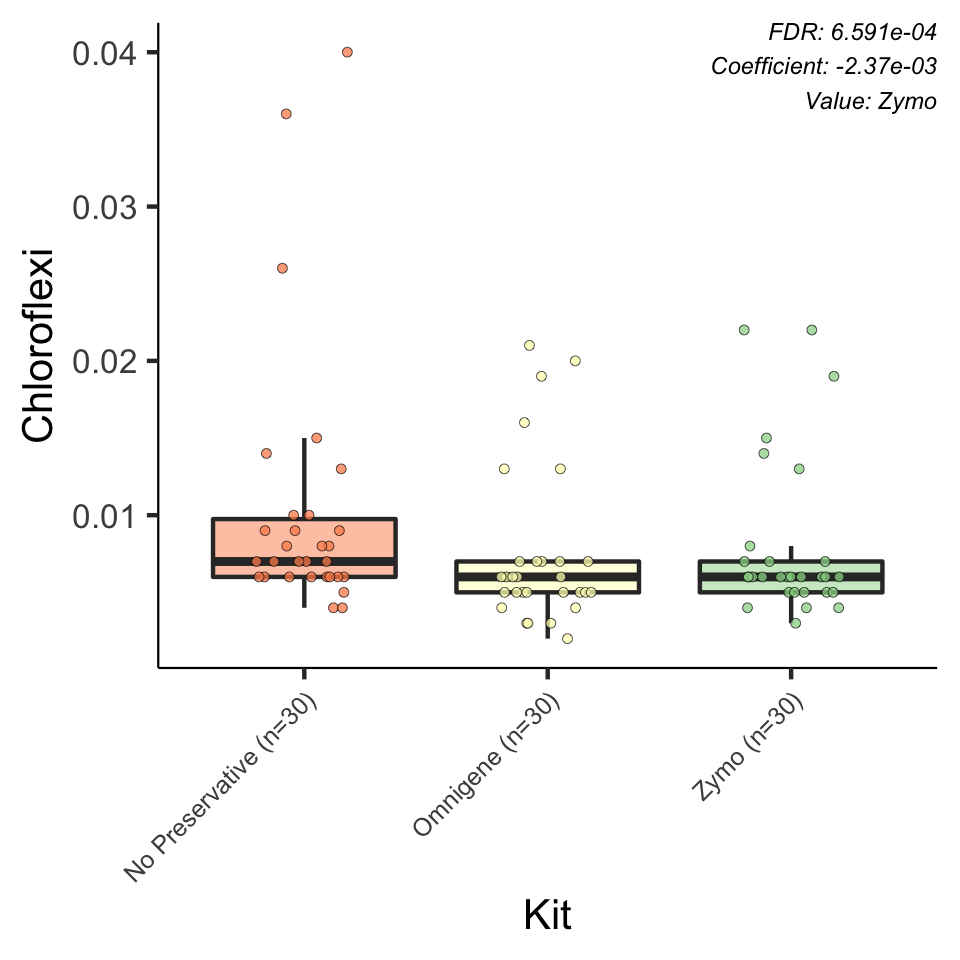 FDR: 6.591e-04
Coefficient: -2.37e-03
Value: Zymo
Chloroflexi
0.04
0.03
0.02
0.01
No Preservative (n=30)
Omnigene (n=30)
Zymo (n=30)
Kit